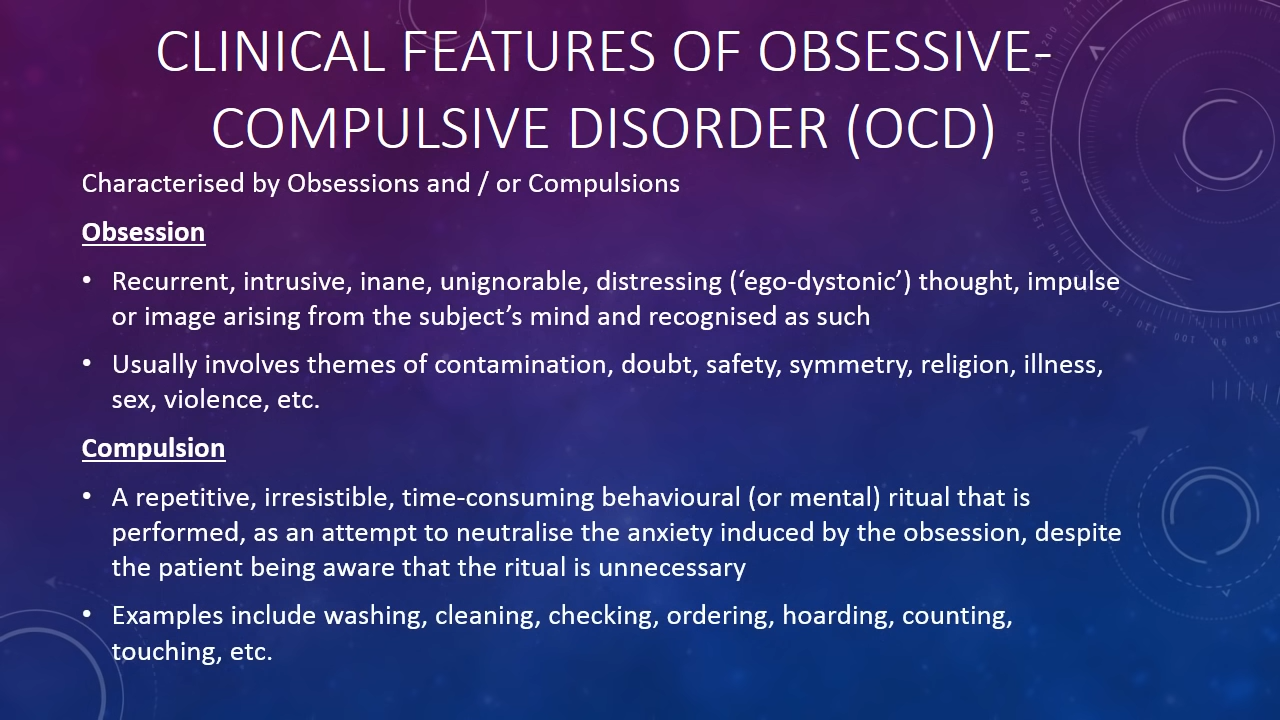 CLINICAL FEATURES OF OBSESSIVE-
COMPULSIVE DISORDER (OCD)
Characterised by Obsessions and / or Compulsions
Obsession
• Recurrent, intrusive, inane, unignorable, distressing (‘ego-dystonic’) thought, impulse
or image arising from the subject’s mind and recognised as such
• Usually involves themes of contamination, doubt, safety, symmetry, religion, illness,
sex, violence, etc.
Compulsion
• A repetitive, irresistible, time-consuming behavioural (or mental) ritual that is
performed, as an attempt to neutralise the anxiety induced by the obsession, despite
the patient being aware that the ritual is unnecessary
• Examples include washing, cleaning, checking, ordering, hoarding, counting,
touching, etc.